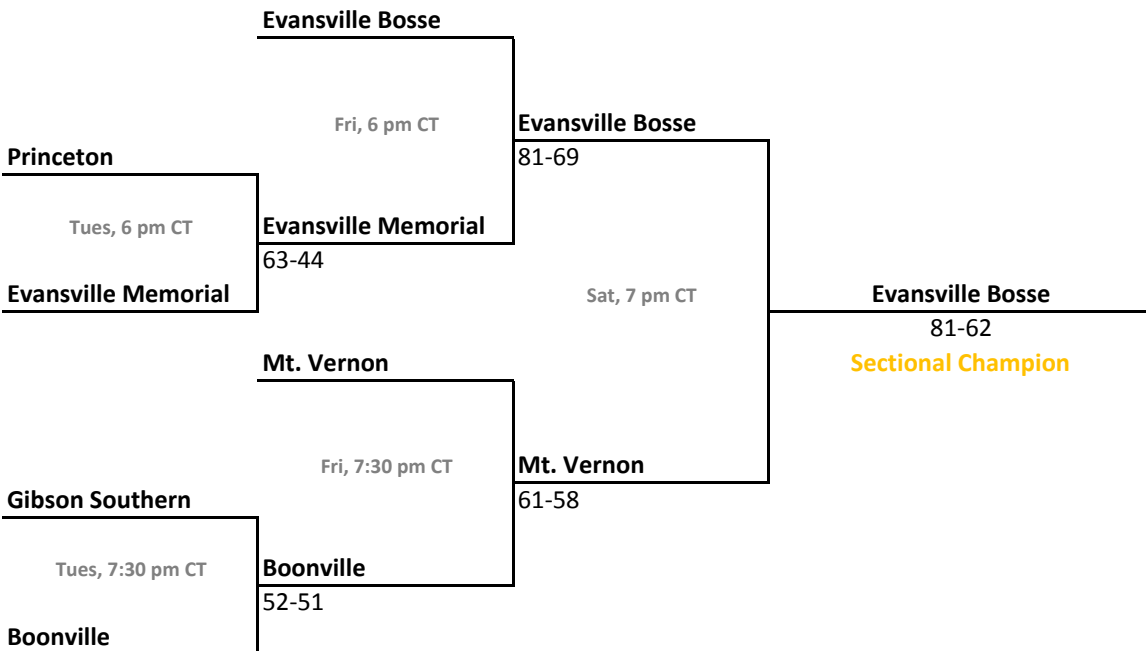 Evansville Bosse
Fri, 6 pm CT
Evansville Bosse
Princeton
81-69
Tues, 6 pm CT
Evansville Memorial
63-44
Evansville Memorial
Sat, 7 pm CT
Evansville Bosse
81-62
Mt. Vernon
Sectional Champion
Fri, 7:30 pm CT
Mt. Vernon
Gibson Southern
61-58
Tues, 7:30 pm CT
Boonville
52-51
Boonville